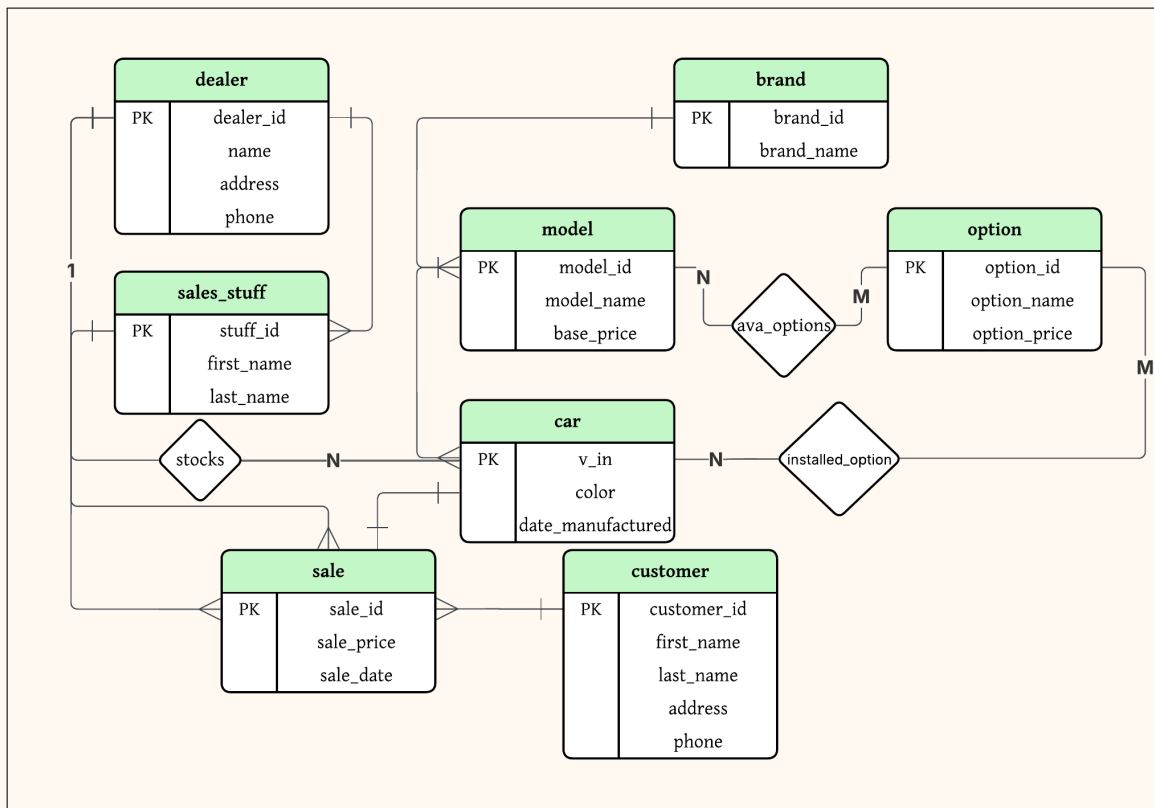 dealer
PK dealer_id
name
address
phone
brand
PK brand_id
brand_name
model
PK model_id
model_name
base_price
option
PK option_id
option_name
option_price
N
ava_options
M
1
sales_stuff
PK stuff_id
first_name
last_name
M
stocks
N
car
PK v_in
color
date_manufactured
N
installed_option
sale
PK sale_id
sale_price
sale_date
customer
PK customer_id
first_name
last_name
address
phone